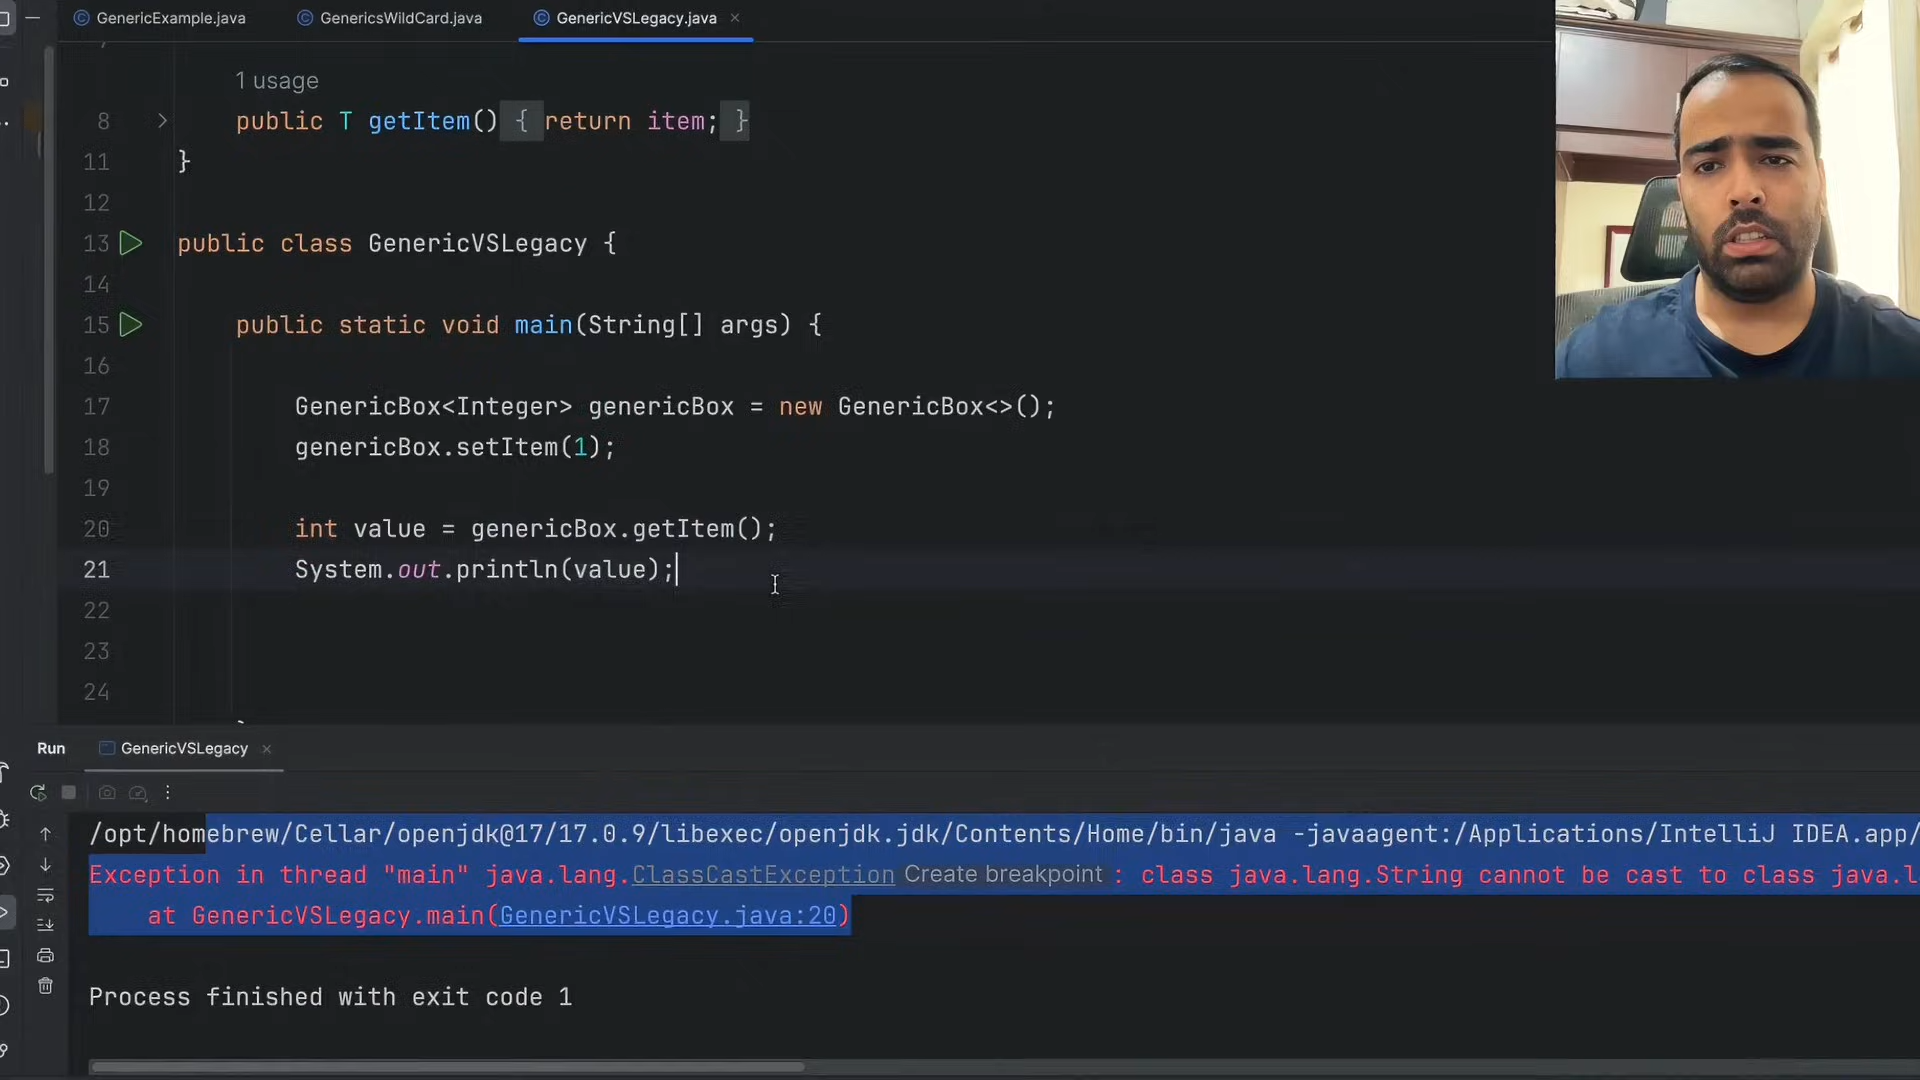 GenericExample.java GenericsWildCard.java GenericVSLegacy.java
1 usage
8 public T getItem() { return item; }
11 }
12
13 public class GenericVSLegacy {
14
15 public static void main(String[] args) {
16
17 GenericBox<Integer> genericBox = new GenericBox<>();
18 genericBox.setItem(1);
19
20 int value = genericBox.getItem();
21 System.out.println(value);
22
23
24
Run GenericVSLegacy
/opt/homebrew/Cellar/openjdk@17/17.0.9/libexec/openjdk.jdk/Contents/Home/bin/java -javaagent:/Applications/IntelliJ IDEA.app/
Exception in thread "main" java.lang.ClassCastException Create breakpoint : class java.lang.String cannot be cast to class java.l
at GenericVSLegacy.main(GenericVSLegacy.java:20)
Process finished with exit code 1